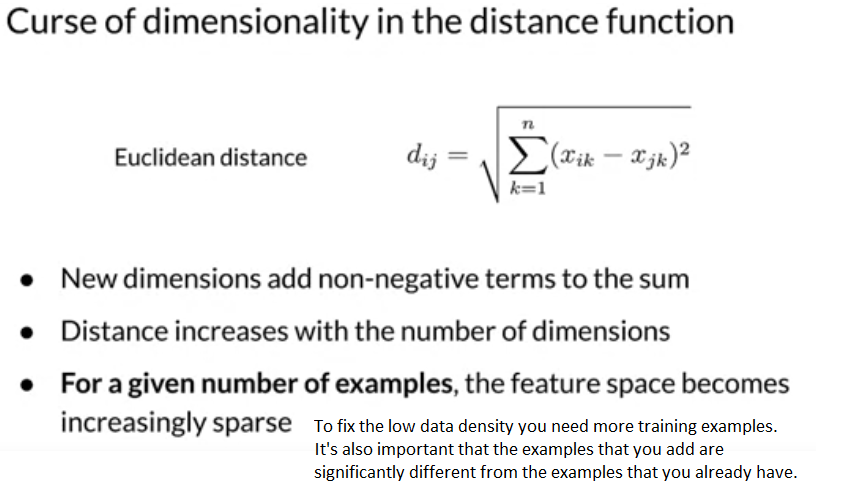 Curse of dimensionality in the distance function
Euclidean distance
d_{ij} = \sqrt{\sum_{k=1}^{n} (x_{ik} - x_{jk})^2}
● New dimensions add non-negative terms to the sum
● Distance increases with the number of dimensions
● For a given number of examples, the feature space becomes
increasingly sparse
To fix the low data density you need more training examples.
It's also important that the examples that you add are
significantly different from the examples that you already have.